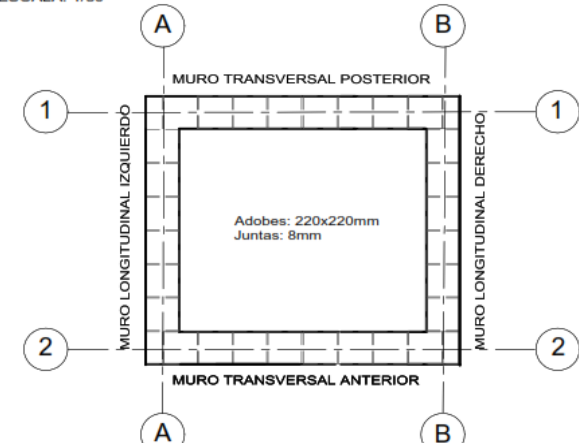 A
B
MURO TRANSVERSAL POSTERIOR
1
1
MURO LONGITUDINAL IZQUIERDO
MURO LONGITUDINAL DERECHO
Adobes: 220x220mm
Juntas: 8mm
2
2
MURO TRANSVERSAL ANTERIOR
A
B